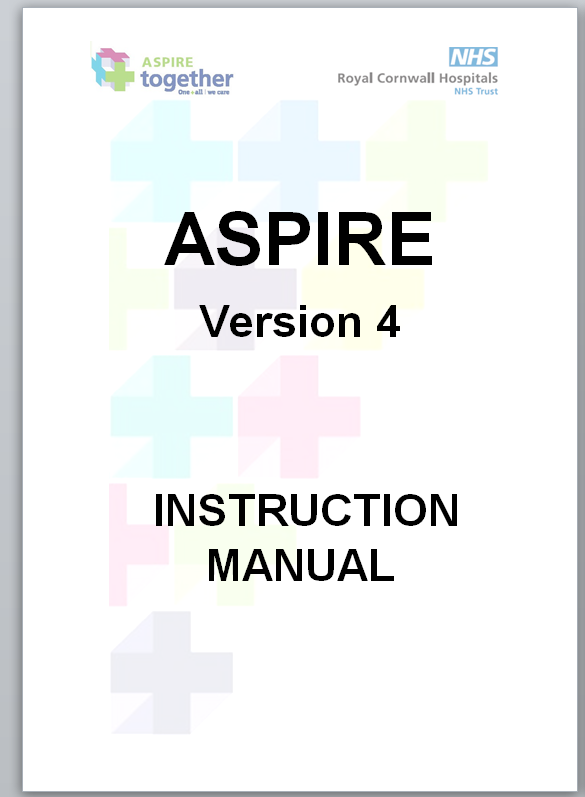 ASPIRE
together
One + all | we care
NHS
Royal Cornwall Hospitals
NHS Trust
ASPIRE
Version 4
INSTRUCTION
MANUAL